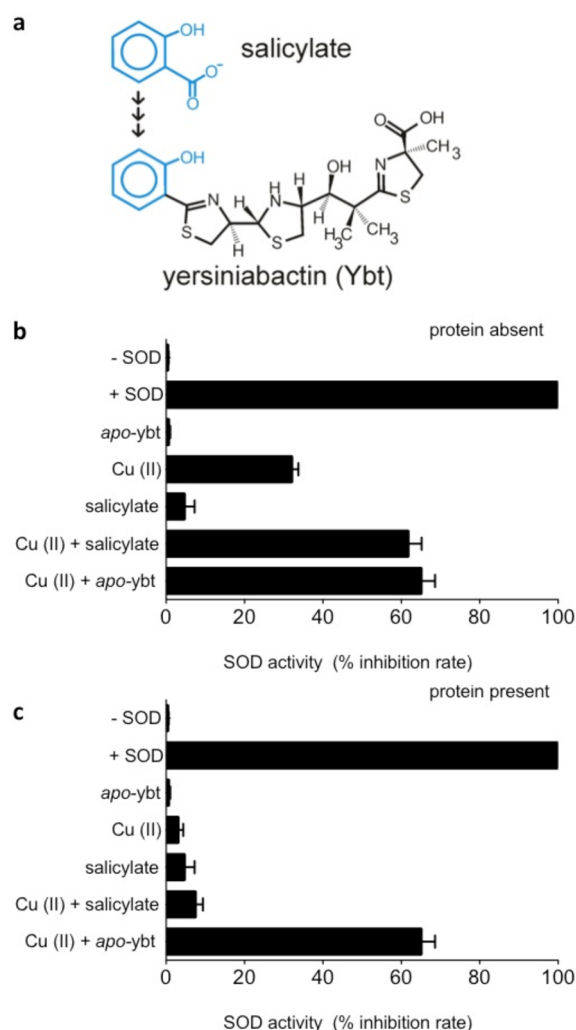 a
OH
salicylate
O-
O
OH
O
OH
N
CH3
OH
N
H
N
H
H
S
S
H
S
H
H3C
CH3
yersiniabactin (Ybt)
b
protein absent
- SOD
+ SOD
apo-ybt
Cu (II)
salicylate
Cu (II) + salicylate
Cu (II) + apo-ybt
0 20 40 60 80 100
SOD activity (% inhibition rate)
protein present
c
- SOD
+ SOD
apo-ybt
Cu (II)
salicylate
Cu (II) + salicylate
Cu (II) + apo-ybt
0 20 40 60 80 100
SOD activity (% inhibition rate)